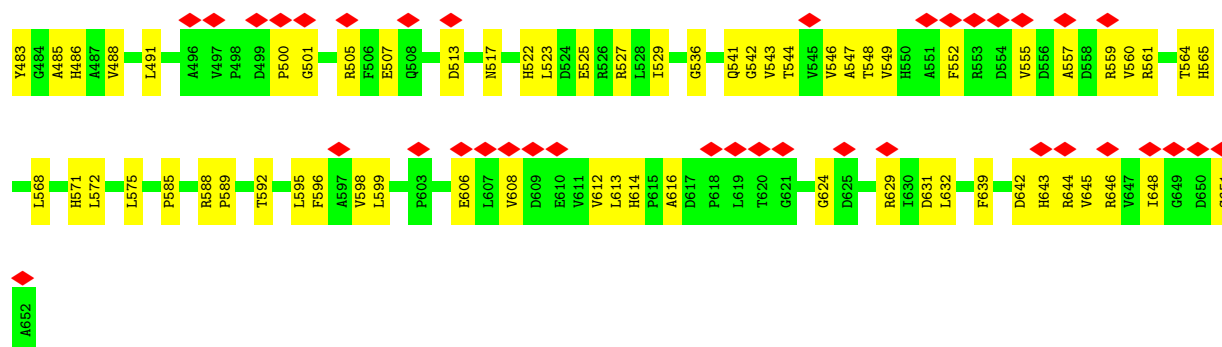 Y483 G484 A485 H486 A487 V488 L491 A496 V497 P498 D499 P500 G501 R505 F506 E507 Q508 D513 N517 H522 L523 D524 E525 R526 R527 L528 I529 G536 Q541 G542 V543 T544 V545 V546 A547 T548 V549 H550 A551 F552 R553 D554 V555 D556 A557 D558 R559 V560 R561 T564 H565
L568 H571 L572 L575 P585 R588 P589 T592 L595 F596 A597 V598 L599 P603 E606 L607 V608 D609 E610 V611 V612 L613 H614 P615 A616 D617 P618 L619 T620 G621 G624 D625 R629 I630 D631 L632 F639 D642 H643 R644 V645 R646 V647 I648 G649 D650
A652